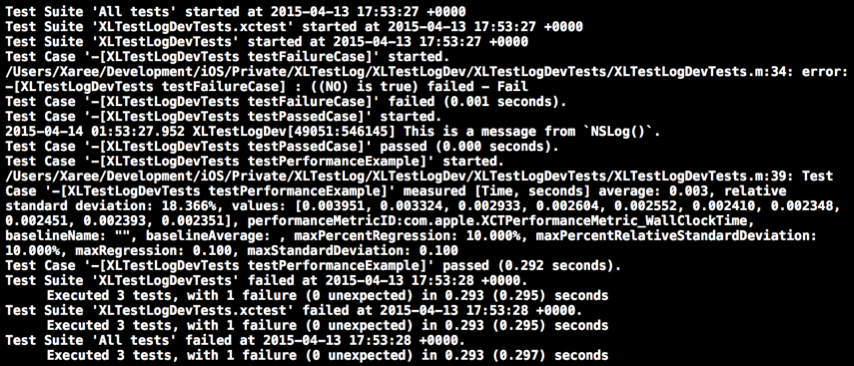 Test Suite 'All tests' started at 2015-04-13 17:53:27 +0000
Test Suite 'XLTestLogDevTests.xctest' started at 2015-04-13 17:53:27 +0000
Test Suite 'XLTestLogDevTests' started at 2015-04-13 17:53:27 +0000
Test Case '-[XLTestLogDevTests testFailureCase]' started.
/Users/Xaree/Development/iOS/Private/XLTestLog/XLTestLogDev/XLTestLogDevTests/XLTestLogDevTests.m:34: error:
-[XLTestLogDevTests testFailureCase] : ((NO) is true) failed - Fail
Test Case '-[XLTestLogDevTests testFailureCase]' failed (0.001 seconds).
Test Case '-[XLTestLogDevTests testPassedCase]' started.
2015-04-14 01:53:27.952 XLTestLogDev[49051:546145] This is a message from `NSLog()`.
Test Case '-[XLTestLogDevTests testPassedCase]' passed (0.000 seconds).
Test Case '-[XLTestLogDevTests testPerformanceExample]' started.
/Users/Xaree/Development/iOS/Private/XLTestLog/XLTestLogDev/XLTestLogDevTests/XLTestLogDevTests.m:39: Test
Case '-[XLTestLogDevTests testPerformanceExample]' measured [Time, seconds] average: 0.003, relative
standard deviation: 18.366%, values: [0.003951, 0.003324, 0.002933, 0.002604, 0.002552, 0.002410, 0.002348,
0.002451, 0.002393, 0.002351], performanceMetricID:com.apple.XCTPerformanceMetric_WallClockTime,
baselineName: "", baselineAverage: , maxPercentRegression: 10.000%, maxPercentRelativeStandardDeviation:
10.000%, maxRegression: 0.100, maxStandardDeviation: 0.100
Test Case '-[XLTestLogDevTests testPerformanceExample]' passed (0.292 seconds).
Test Suite 'XLTestLogDevTests' failed at 2015-04-13 17:53:28 +0000.
Executed 3 tests, with 1 failure (0 unexpected) in 0.293 (0.295) seconds
Test Suite 'XLTestLogDevTests.xctest' failed at 2015-04-13 17:53:28 +0000.
Executed 3 tests, with 1 failure (0 unexpected) in 0.293 (0.295) seconds
Test Suite 'All tests' failed at 2015-04-13 17:53:28 +0000.
Executed 3 tests, with 1 failure (0 unexpected) in 0.293 (0.297) seconds